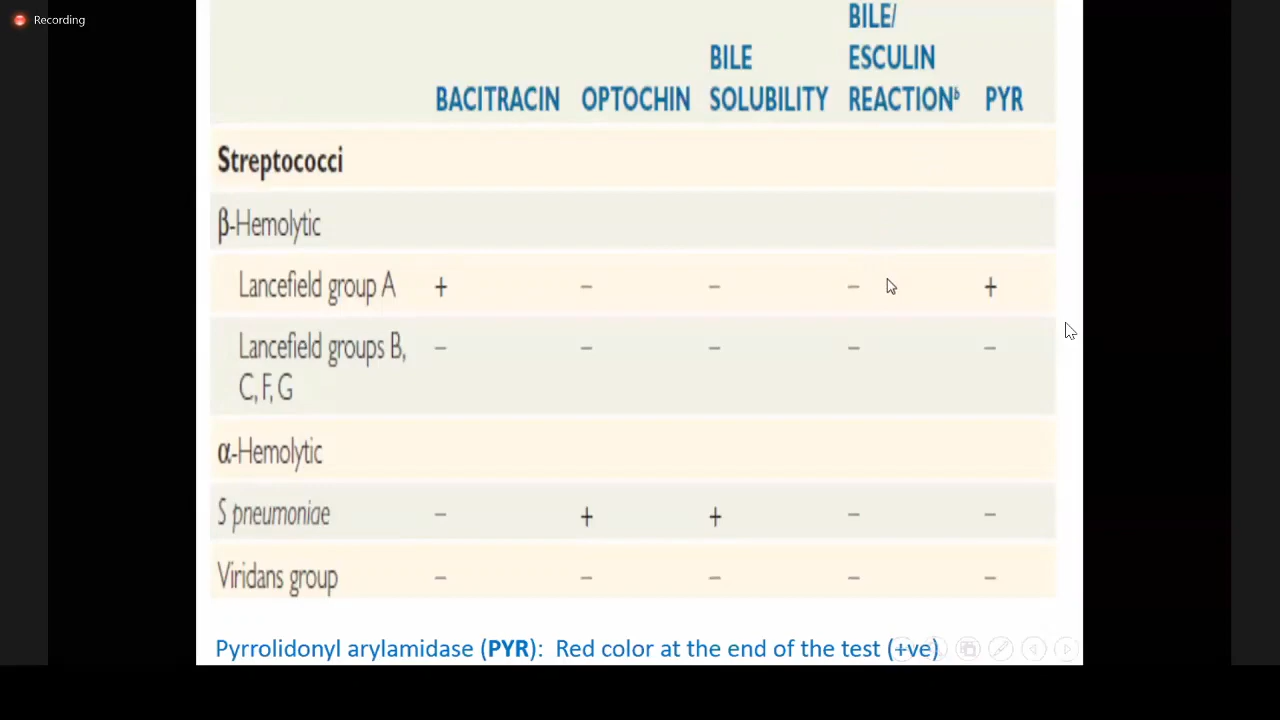 Recording
BILE/
BILE ESCULIN
BACITRACIN OPTOCHIN SOLUBILITY REACTIONᵇ PYR
Streptococci
β-Hemolytic
Lancefield group A + – – – +
Lancefield groups B, – – – – –
C, F, G
α-Hemolytic
S pneumoniae – + + – –
Viridans group – – – – –
Pyrrolidonyl arylamidase (PYR): Red color at the end of the test (+ve)